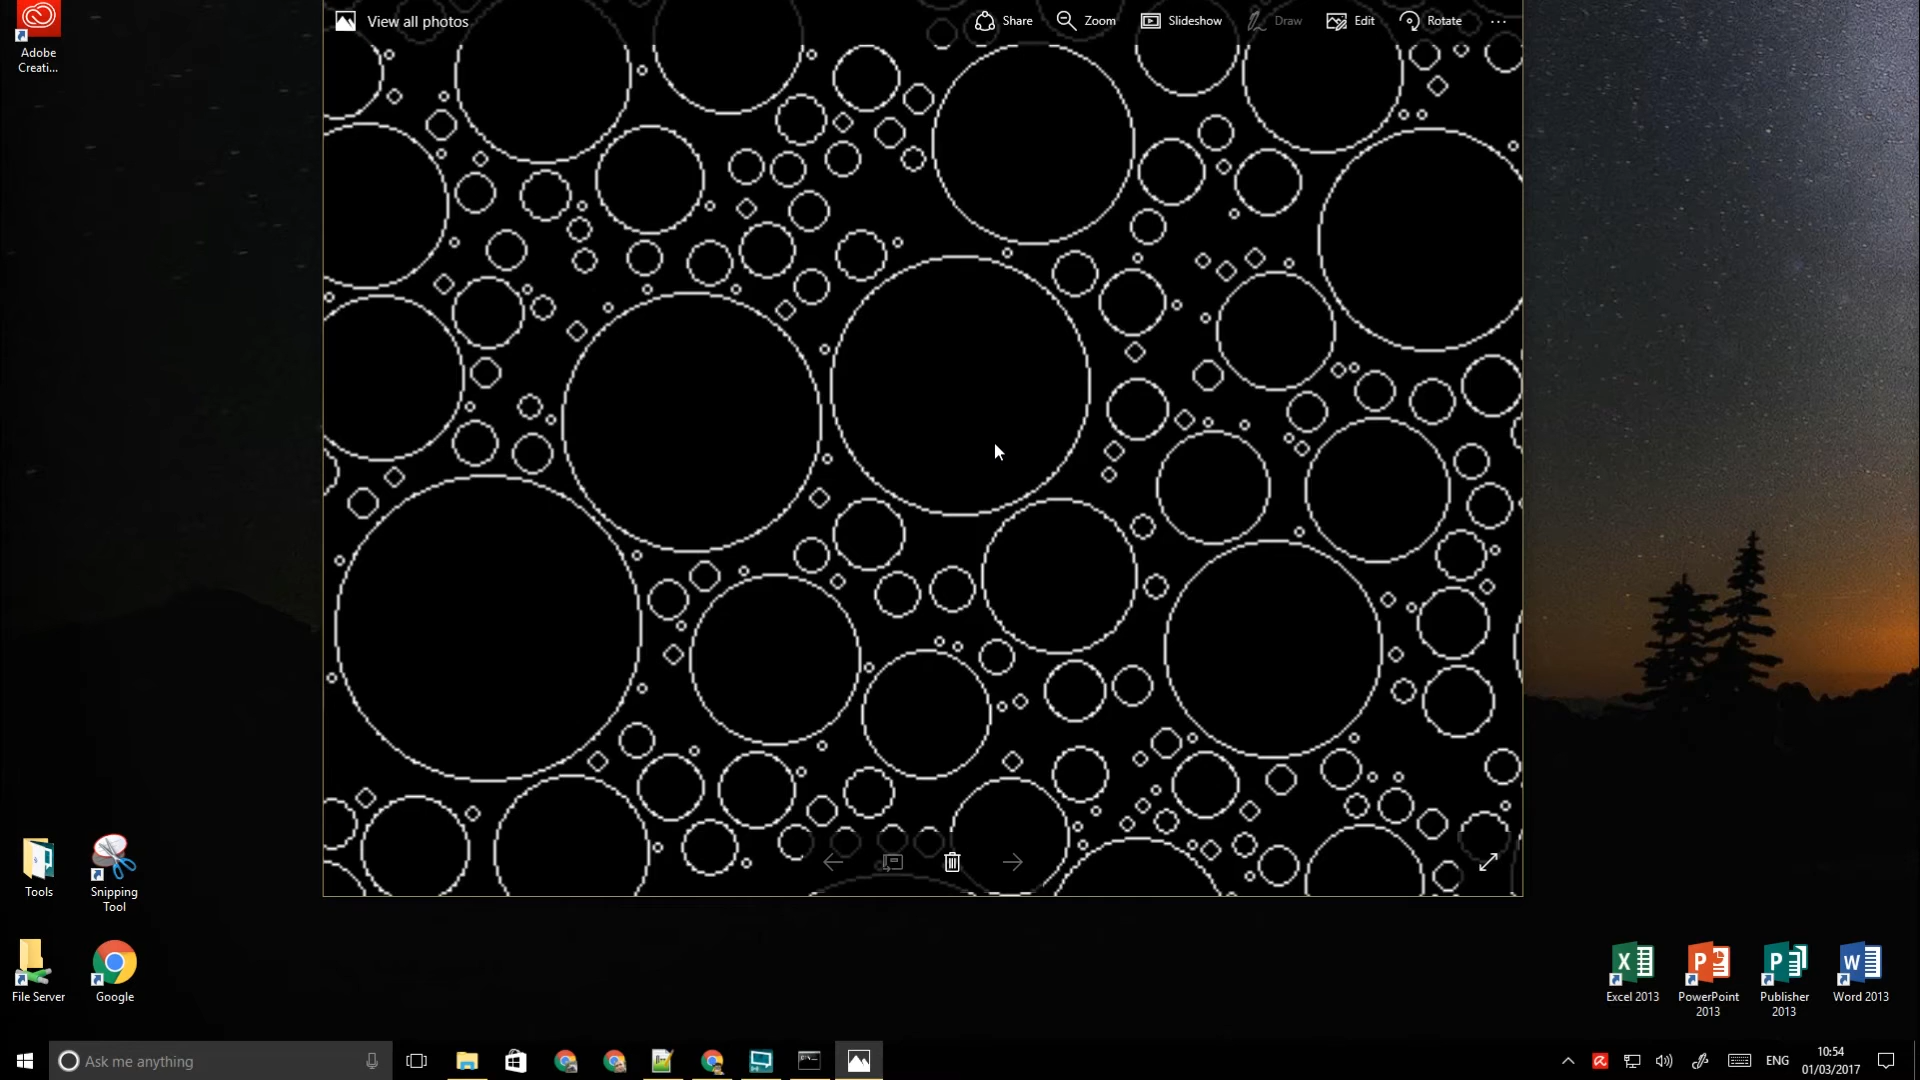 Adobe
Creati...
View all photos
Share
Zoom
Slideshow
Draw
Edit
Rotate
Tools
Snipping
Tool
File Server
Google
Excel 2013
PowerPoint
2013
Publisher
2013
Word 2013
Ask me anything
ENG
10:54
01/03/2017